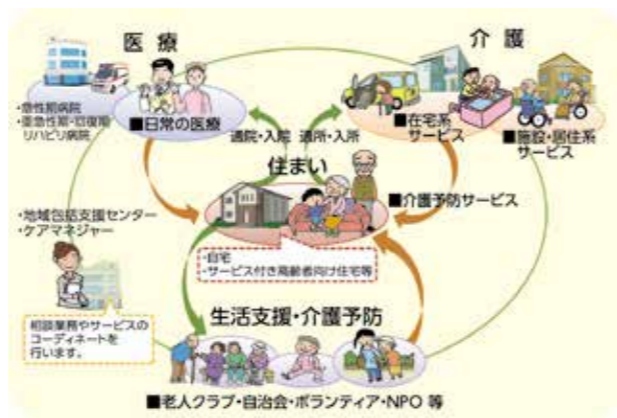 医療
介護
・急性期病院
・亜急性期・回復期
リハビリ病院
■日常の医療
通院・入院
通所・入所
■在宅系
サービス
■施設・居住系
サービス
住まい
■介護予防サービス
・地域包括支援センター
・ケアマネジャー
・自宅
・サービス付き高齢者向け住宅等
相談業務やサービスの
コーディネートを
行います。
生活支援・介護予防
■老人クラブ・自治会・ボランティア・NPO 等